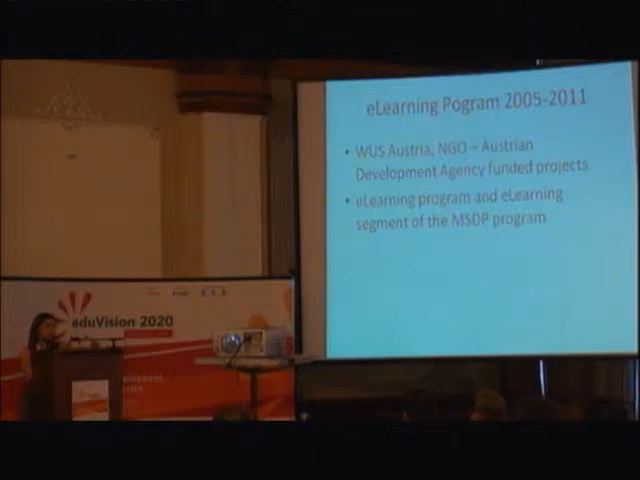 eLearning Pogram 2005-2011
• WUS Austria, NGO – Austrian
Development Agency funded projects
• eLearning program and eLearning
segment of the MSDP program
eduVision 2020